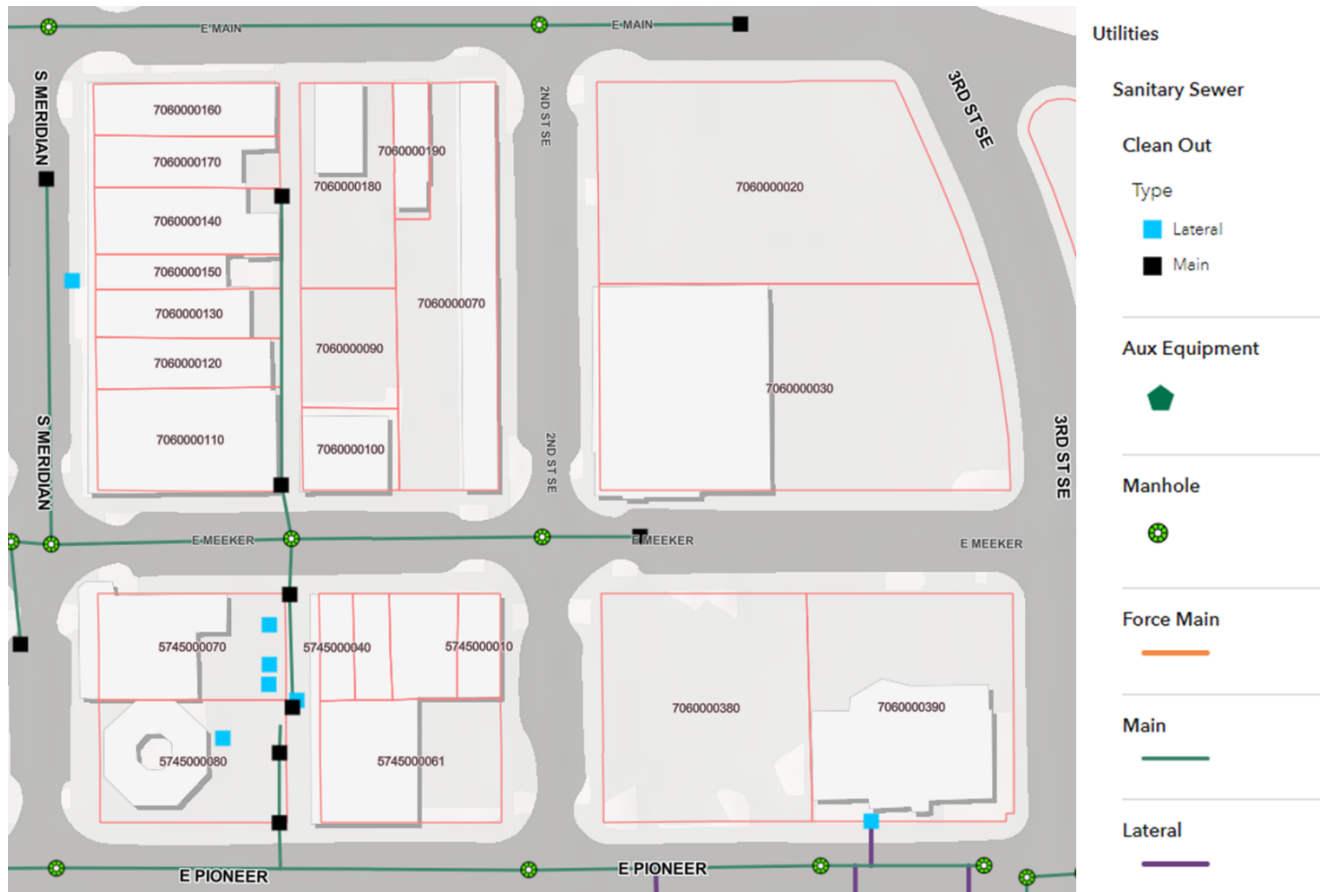 E MAIN
E MAIN
Utilities
Sanitary Sewer
Clean Out
Type
Lateral
Main
Aux Equipment
Manhole
Force Main
Main
Lateral
S MERIDIAN
2ND ST SE
3RD ST SE
7060000160
7060000170
7060000190
7060000180
7060000020
7060000140
7060000150
7060000130
7060000070
7060000090
7060000120
7060000030
7060000110
7060000100
S MERIDIAN
2ND ST SE
3RD ST SE
E MEEKER
E MEEKER
E MEEKER
5745000070
5745000040
5745000010
7060000380
7060000390
5745000080
5745000061
E PIONEER
E PIONEER